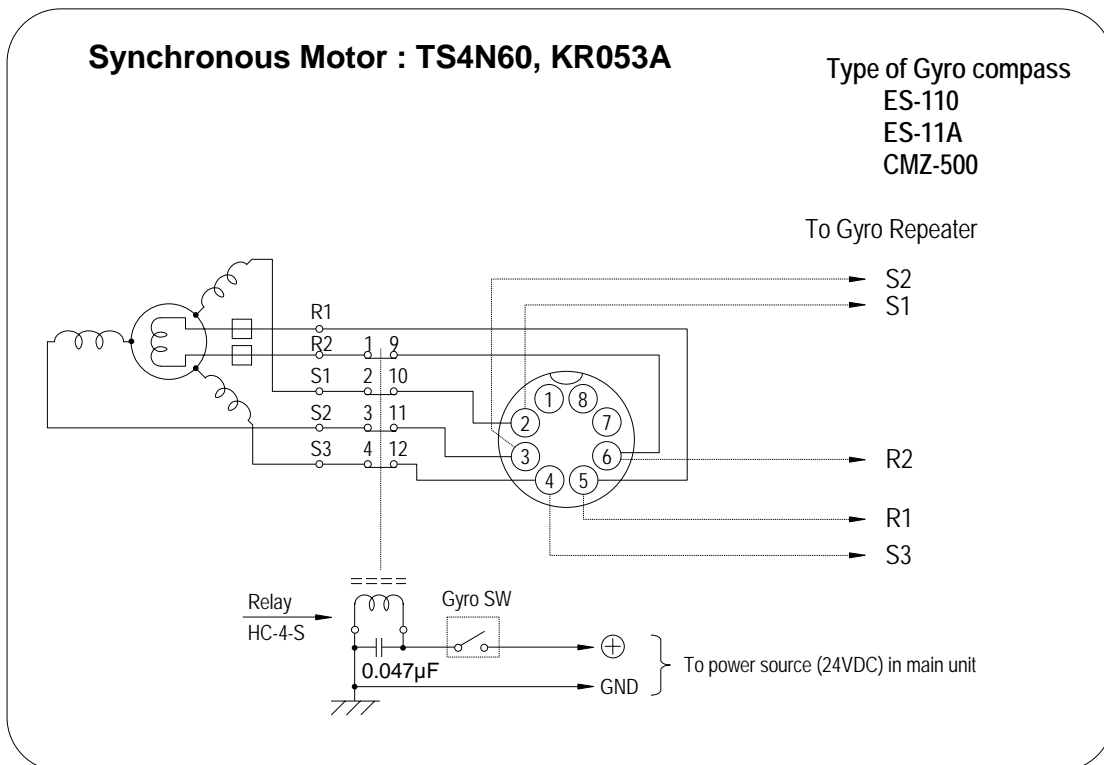 Synchronous Motor : TS4N60, KR053A
Type of Gyro compass
ES-110
ES-11A
CMZ-500
To Gyro Repeater
S2
S1
R1
R2 1 9
S1 2 10
S2 3 11
S3 4 12
1 8
2 7
3 6
4 5
R2
R1
S3
Relay
HC-4-S
Gyro SW
0.047µF
GND
To power source (24VDC) in main unit